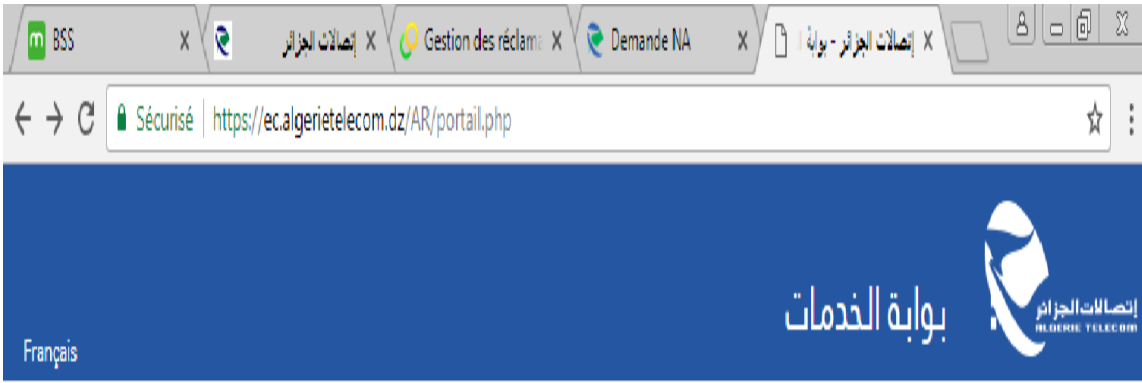 BSS
إتصالات الجزائر
Gestion des réclama
Demande NA
إتصالات الجزائر - بوابة ا
Sécurisé
https://ec.algerietelecom.dz/AR/portail.php
بوابة الخدمات
إتصالات الجزائر
ALGERIE TELECOM
Français